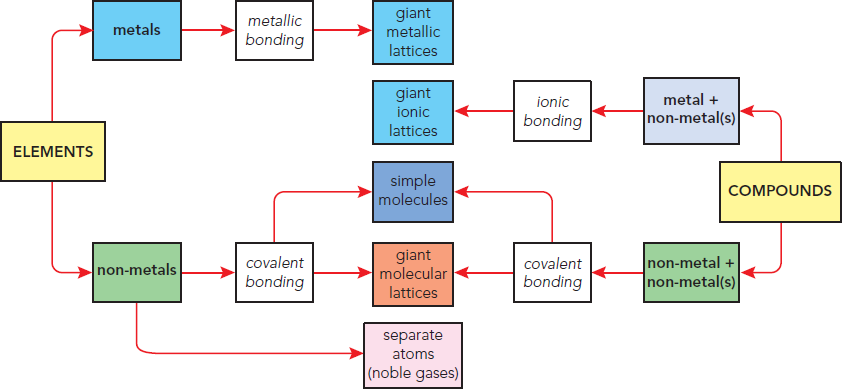 metals
metallic
bonding
giant
metallic
lattices
giant
ionic
lattices
ionic
bonding
metal +
non-metal(s)
ELEMENTS
simple
molecules
COMPOUNDS
non-metals
covalent
bonding
giant
molecular
lattices
covalent
bonding
non-metal +
non-metal(s)
separate
atoms
(noble gases)